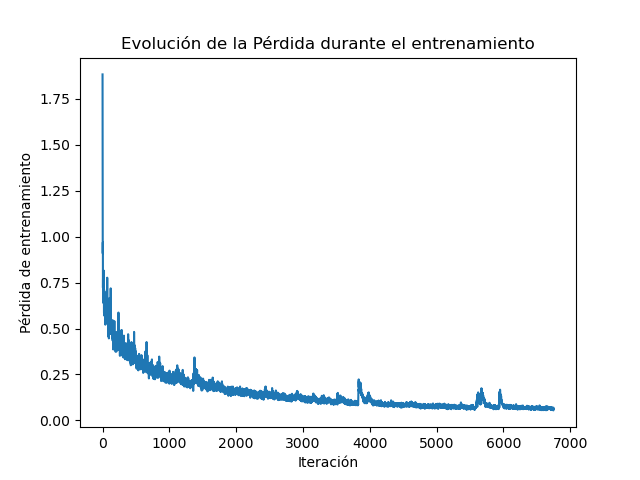 Evolución de la Pérdida durante el entrenamiento
Pérdida de entrenamiento
1.75
1.50
1.25
1.00
0.75
0.50
0.25
0.00
0 1000 2000 3000 4000 5000 6000 7000
Iteración